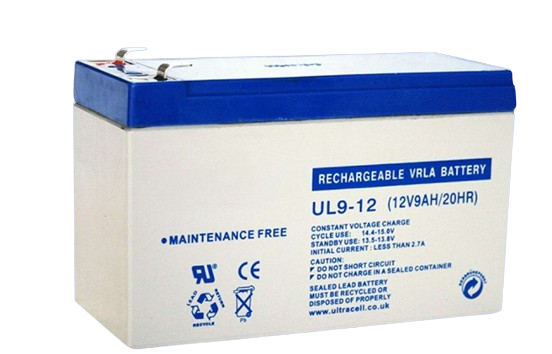 RECHARGEABLE VRLA BATTERY
UL9-12 (12V9AH/20HR)
CONSTANT VOLTAGE CHARGE
CYCLE USE: 14.4-15.0V
STANDBY USE: 13.5-13.8V
INITIAL CURRENT: LESS THAN 2.7A
• MAINTENANCE FREE
CAUTION:
DO NOT SHORT CIRCUIT
DO NOT CHARGE IN A SEALED CONTAINER
SEALED LEAD BATTERY
MUST BE RECYCLED OR
DISPOSED OF PROPERLY
www.ultracell.co.uk
CE
LEAD
RETURN
RECYCLE
Pb